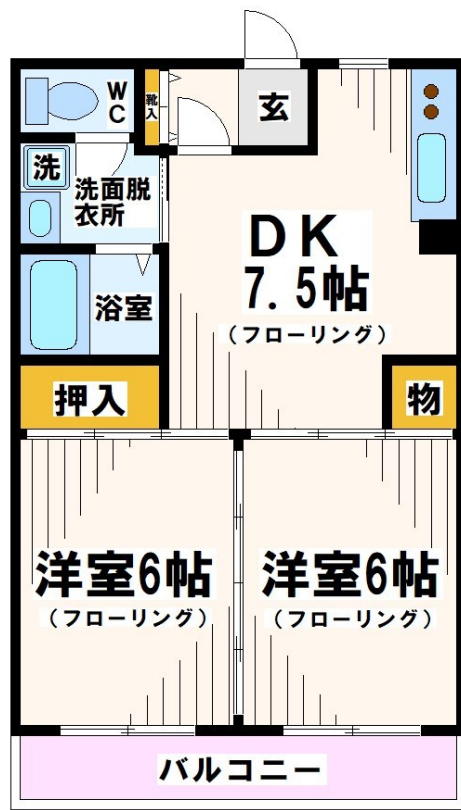 WC
靴入
玄
洗
洗面脱
衣所
DK
7.5帖
(フローリング)
浴室
押入
物
洋室6帖
(フローリング)
洋室6帖
(フローリング)
バルコニー